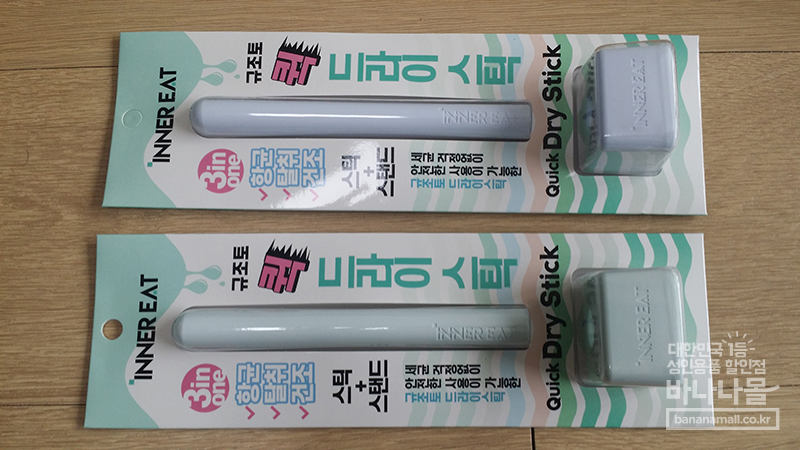 INNER EAT
규조토
퀵 드라이 스틱
Quick Dry Stick
INNER EAT
INNER EAT
3in one
항균
탈취
건조
스틱
+
스탠드
세균 걱정없이
안전한 사용이 가능한
규조토 드라이스틱
INNER EAT
규조토
퀵 드라이 스틱
Quick Dry Stick
INNER EAT
INNER EAT
3in one
항균
탈취
건조
스틱
+
스탠드
세균 걱정없이
안전한 사용이 가능한
규조토 드라이스틱
대한민국 1등
성인용품 할인점
바나나몰
bananamall.co.kr